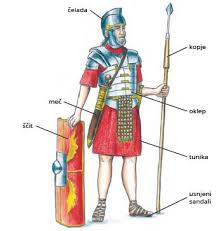 čelada
kopje
meč
oklep
ščit
tunika
usnjeni
sandali